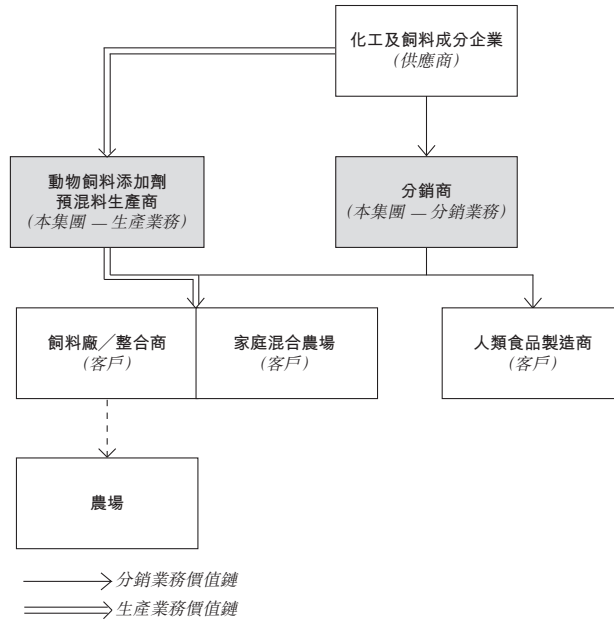 化工及飼料成分企業
(供應商)
動物飼料添加劑
預混料生產商
(本集團 — 生產業務)
分銷商
(本集團 — 分銷業務)
飼料廠／整合商
(客戶)
家庭混合農場
(客戶)
人類食品製造商
(客戶)
農場
分銷業務價值鏈
生產業務價值鏈